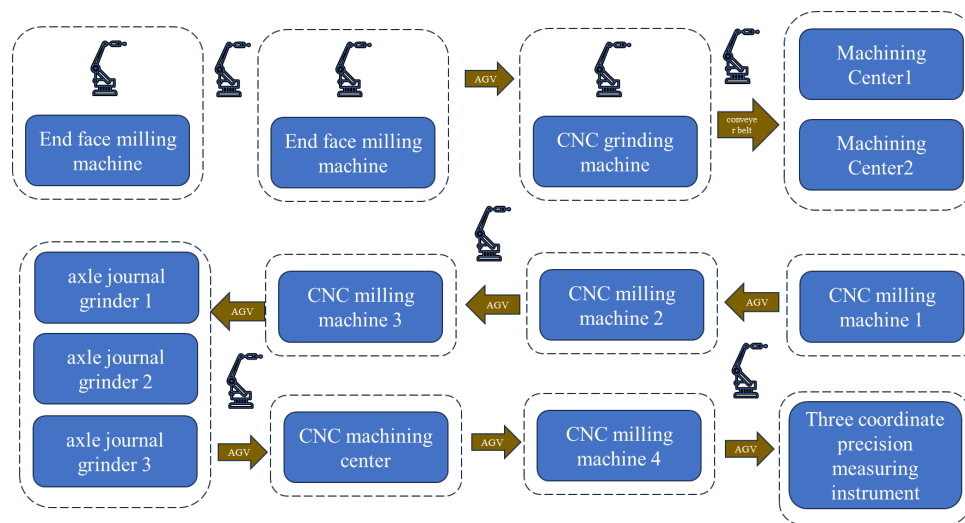 End face milling
machine
End face milling
machine
AGV
CNC grinding
machine
conveye
r belt
Machining
Center1
Machining
Center2
axle journal
grinder 1
axle journal
grinder 2
axle journal
grinder 3
AGV
CNC milling
machine 3
AGV
CNC milling
machine 2
AGV
CNC milling
machine 1
AGV
CNC machining
center
AGV
CNC milling
machine 4
AGV
Three coordinate
precision
measuring
instrument